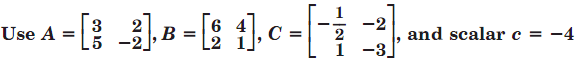 Use A = [3 2; 5 -2], B = [6 4; 2 1], C = [-1/2 -2; 1 -3], and scalar c = -4